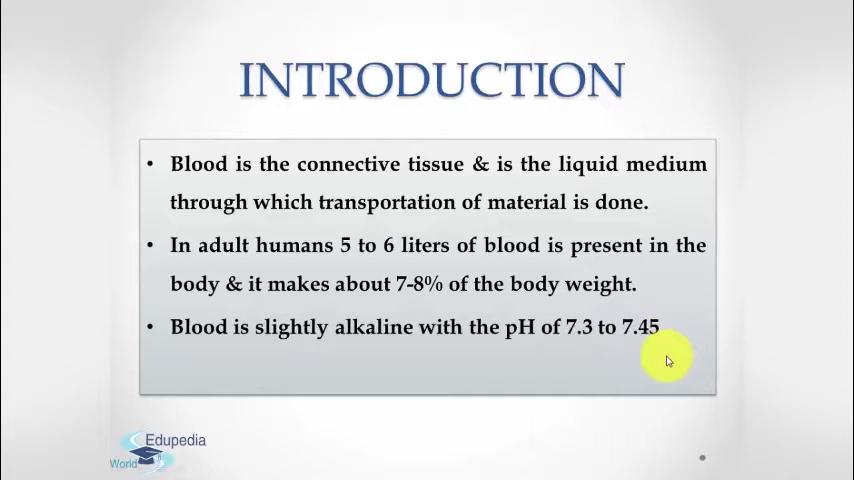 INTRODUCTION
• Blood is the connective tissue & is the liquid medium
through which transportation of material is done.
• In adult humans 5 to 6 liters of blood is present in the
body & it makes about 7-8% of the body weight.
• Blood is slightly alkaline with the pH of 7.3 to 7.45
Edupedia
World